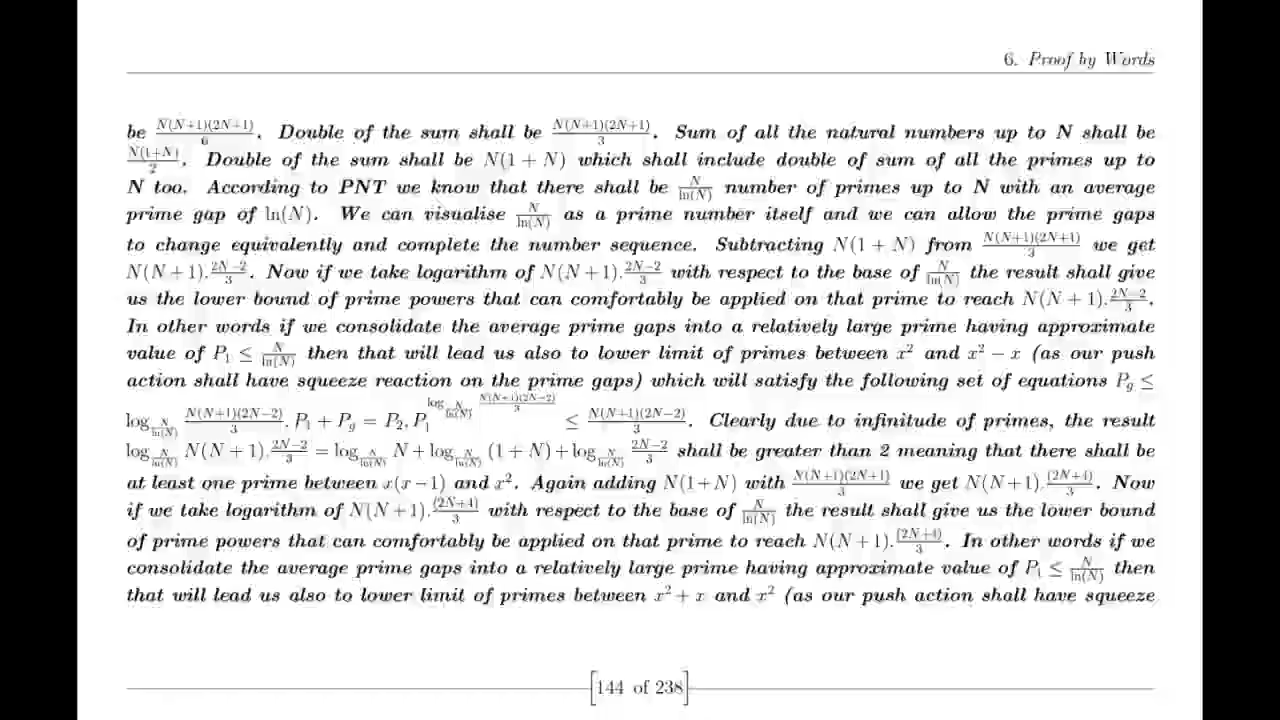 6. Proof by Words
be N(N+1)(2N+1)/6. Double of the sum shall be N(N+1)(2N+1)/3. Sum of all the natural numbers up to N shall be
N(1+N)/2. Double of the sum shall be N(1 + N) which shall include double of sum of all the primes up to
N too. According to PNT we know that there shall be N/ln(N) number of primes up to N with an average
prime gap of ln(N). We can visualise N/ln(N) as a prime number itself and we can allow the prime gaps
to change equivalently and complete the number sequence. Subtracting N(1 + N) from N(N+1)(2N+1)/3 we get
N(N + 1).2N−2/3. Now if we take logarithm of N(N + 1).2N−2/3 with respect to the base of N/ln(N) the result shall give
us the lower bound of prime powers that can comfortably be applied on that prime to reach N(N + 1).2N−2/3.
In other words if we consolidate the average prime gaps into a relatively large prime having approximate
value of P₁ ≤ N/ln(N) then that will lead us also to lower limit of primes between x² and x² − x (as our push
action shall have squeeze reaction on the prime gaps) which will satisfy the following set of equations P_g ≤
log_{N/ln(N)} N(N+1)(2N−2)/3. P₁ + P_g = P₂, P₁^{log_{N/ln(N)} N(N+1)(2N−2)/3} ≤ N(N+1)(2N−2)/3. Clearly due to infinitude of primes, the result
log_{N/ln(N)} N(N + 1).2N−2/3 = log_{N/ln(N)} N + log_{N/ln(N)} (1 + N) + log_{N/ln(N)} 2N−2/3 shall be greater than 2 meaning that there shall be
at least one prime between x(x − 1) and x². Again adding N(1+N) with N(N+1)(2N+1)/3 we get N(N+1).(2N+4)/3. Now
if we take logarithm of N(N + 1).(2N+4)/3 with respect to the base of N/ln(N) the result shall give us the lower bound
of prime powers that can comfortably be applied on that prime to reach N(N + 1).(2N+4)/3. In other words if we
consolidate the average prime gaps into a relatively large prime having approximate value of P₁ ≤ N/ln(N) then
that will lead us also to lower limit of primes between x² + x and x² (as our push action shall have squeeze
[144 of 238]